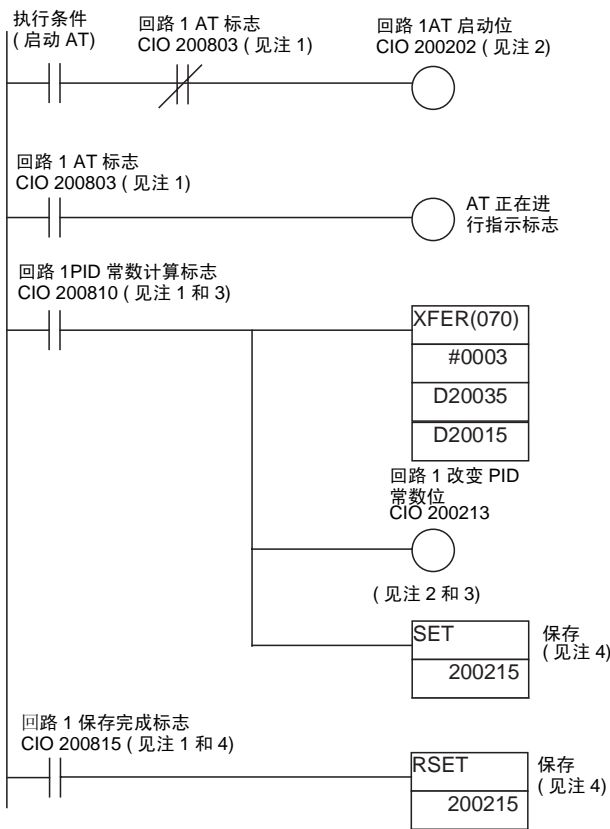 执行条件
( 启动 AT)
回路 1 AT 标志
CIO 200803 ( 见注 1)
回路 1AT 启动位
CIO 200202 ( 见注 2)
回路 1 AT 标志
CIO 200803 ( 见注 1)
AT 正在进
行指示标志
回路 1PID 常数计算标志
CIO 200810 ( 见注 1 和 3)
XFER(070)
#0003
D20035
D20015
回路 1 改变 PID
常数位
CIO 200213
( 见注 2 和 3)
SET
200215
保存
( 见注 4)
回路 1 保存完成标志
CIO 200815 ( 见注 1 和 4)
RSET
200215
保存
( 见注 4)